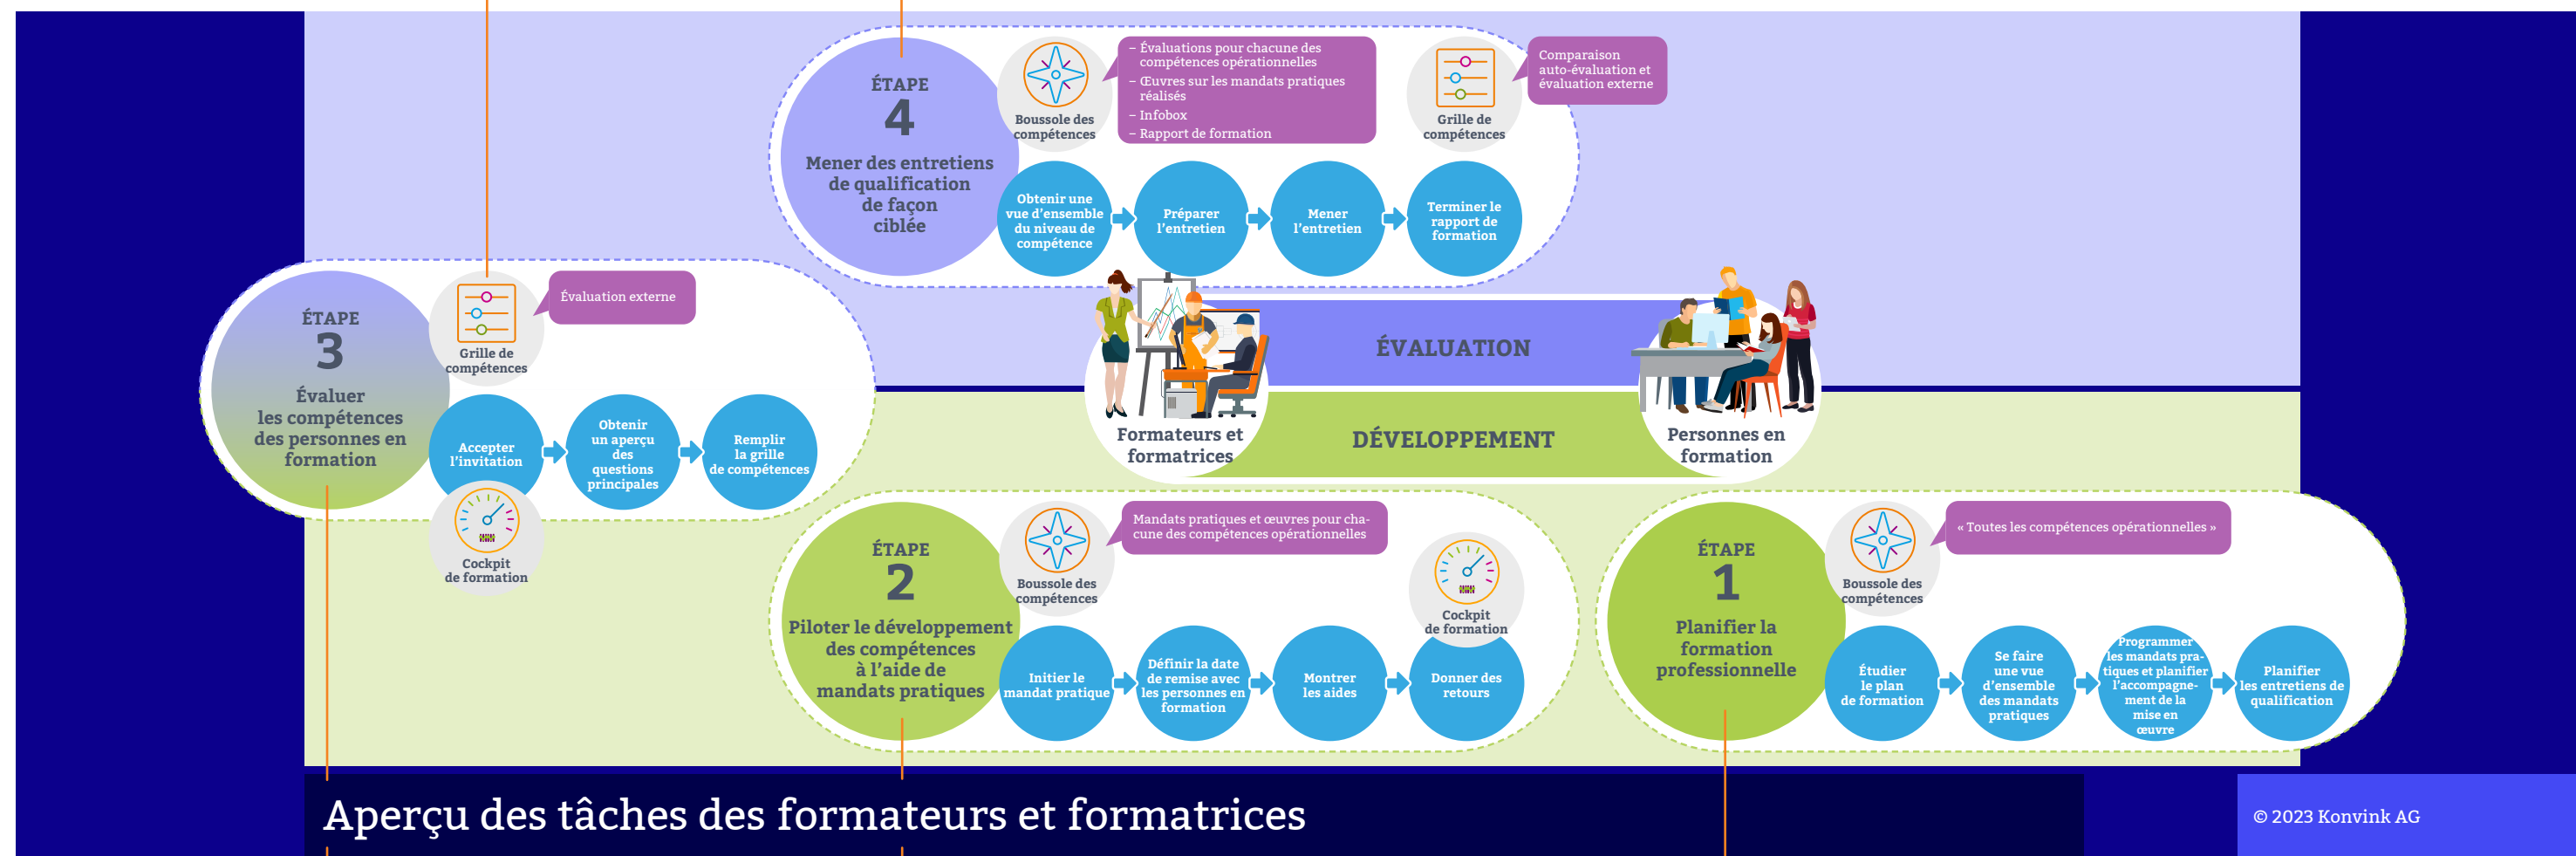 ÉTAPE
4
Mener des entretiens
de qualification
de façon
ciblée
Boussole des
compétences
– Évaluations pour chacune des
compétences opérationnelles
– Œuvres sur les mandats pratiques
réalisés
– Infobox
– Rapport de formation
Grille de
compétences
Comparaison
auto-évaluation et
évaluation externe
Obtenir une
vue d’ensemble
du niveau de
compétence
Préparer
l’entretien
Mener
l’entretien
Terminer le
rapport de
formation
ÉTAPE
3
Évaluer
les compétences
des personnes en
formation
Grille de
compétences
Évaluation externe
Accepter
l’invitation
Obtenir
un aperçu
des
questions
principales
Remplir
la grille
de compétences
Cockpit
de formation
ÉVALUATION
DÉVELOPPEMENT
Formateurs et
formatrices
Personnes en
formation
ÉTAPE
2
Piloter le développement
des compétences
à l’aide de
mandats pratiques
Boussole des
compétences
Mandats pratiques et œuvres pour cha-
cune des compétences opérationnelles
Cockpit
de formation
Initier le
mandat pratique
Définir la date
de remise avec
les personnes en
formation
Montrer
les aides
Donner des
retours
ÉTAPE
1
Planifier la
formation
professionnelle
Boussole des
compétences
« Toutes les compétences opérationnelles »
Étudier
le plan
de formation
Se faire
une vue
d’ensemble
des mandats
pratiques
Programmer
les mandats pra-
tiques et planifier
l’accompagne-
ment de la
mise en
œuvre
Planifier
les entretiens de
qualification
Aperçu des tâches des formateurs et formatrices
© 2023 Konvink AG